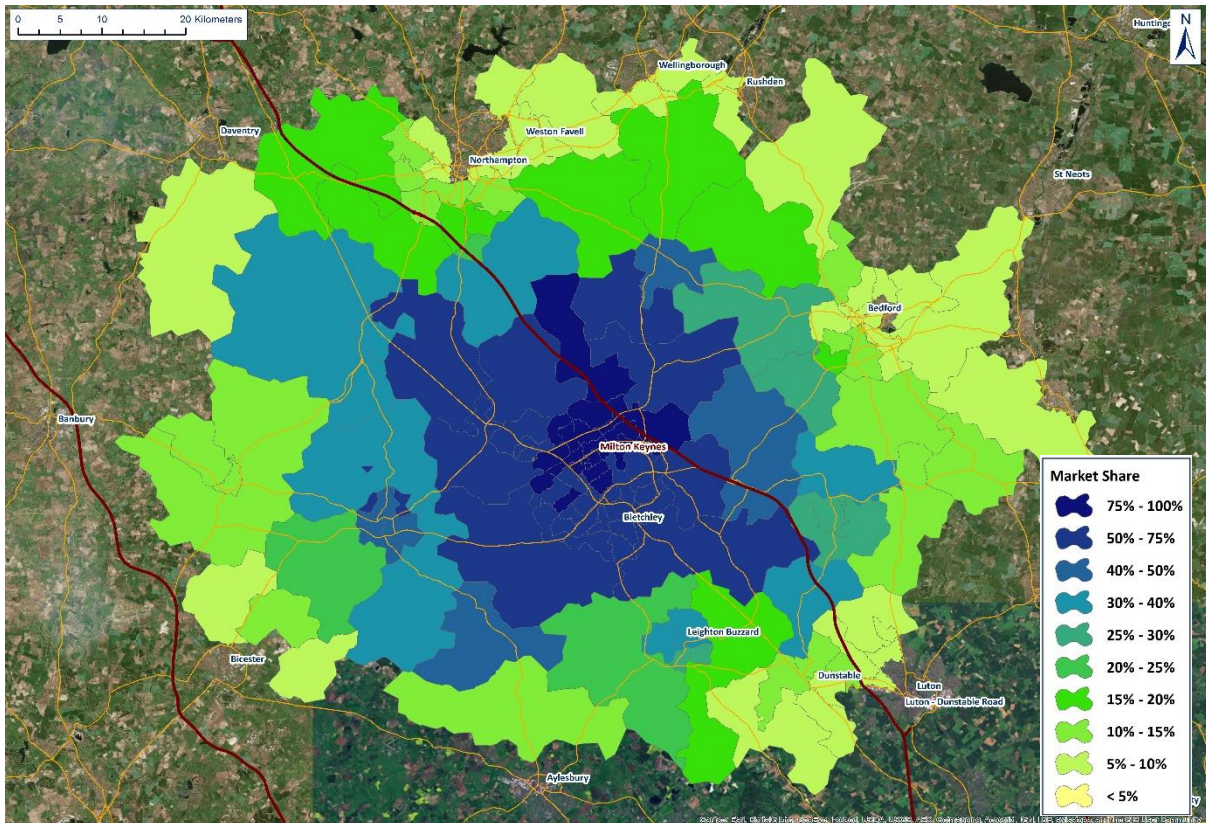 0 5 10 20 Kilometers
N
Wellingborough
Rushden
Daventry
Weston Favell
Northampton
St Neots
Bedford
Banbury
Milton Keynes
Bletchley
Leighton Buzzard
Bicester
Dunstable
Luton
Luton - Dunstable Road
Aylesbury
Market Share
75% - 100%
50% - 75%
40% - 50%
30% - 40%
25% - 30%
20% - 25%
15% - 20%
10% - 15%
5% - 10%
< 5%